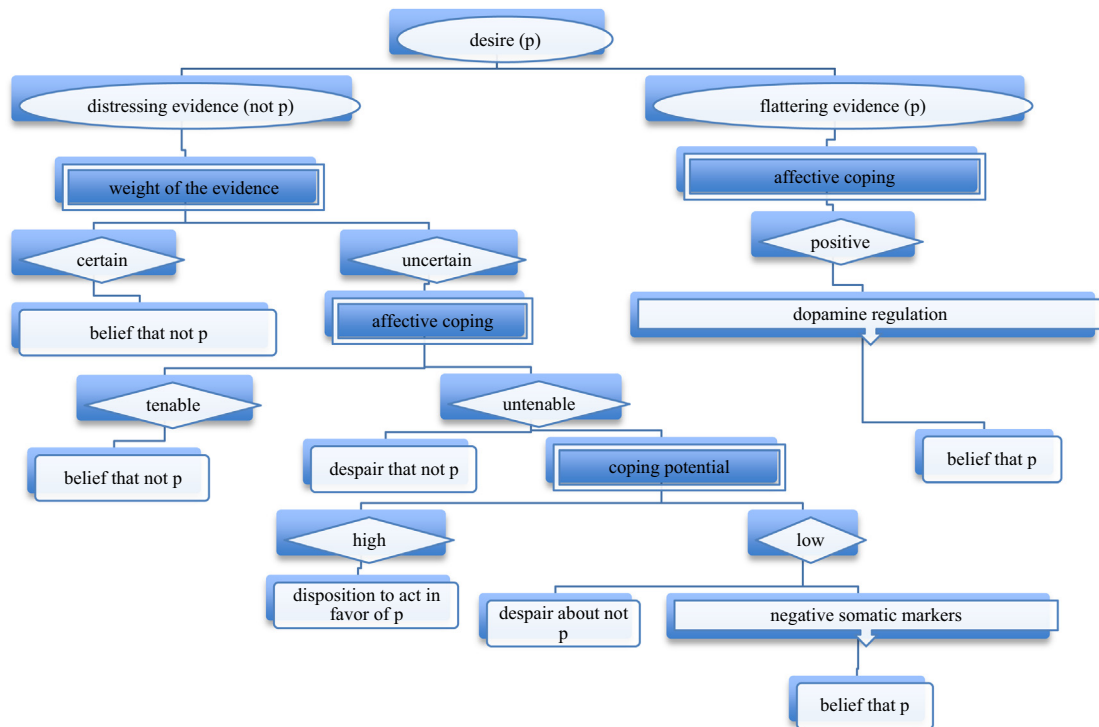 desire (p)
distressing evidence (not p)
flattering evidence (p)
weight of the evidence
affective coping
certain
uncertain
positive
belief that not p
affective coping
dopamine regulation
tenable
untenable
belief that not p
despair that not p
coping potential
belief that p
high
low
disposition to act in
favor of p
despair about not
p
negative somatic markers
belief that p